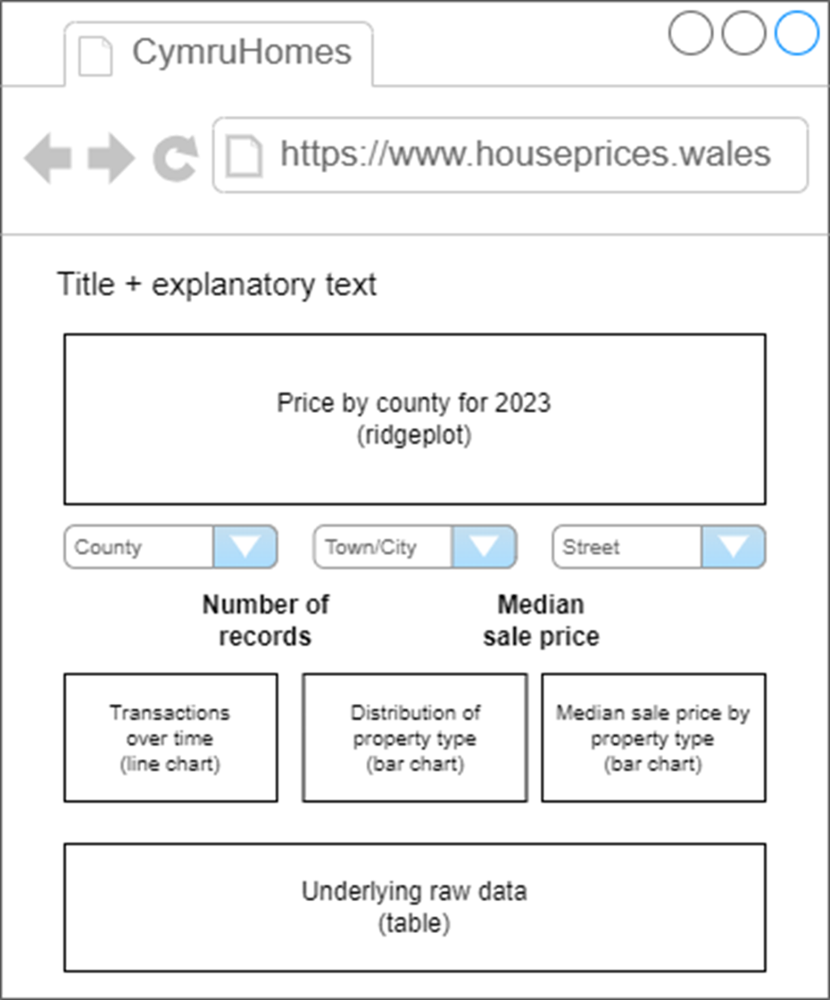 CymruHomes
https://www.houseprices.wales
Title + explanatory text
Price by county for 2023
(ridgeplot)
County
Town/City
Street
Number of
records
Median
sale price
Transactions
over time
(line chart)
Distribution of
property type
(bar chart)
Median sale price by
property type
(bar chart)
Underlying raw data
(table)